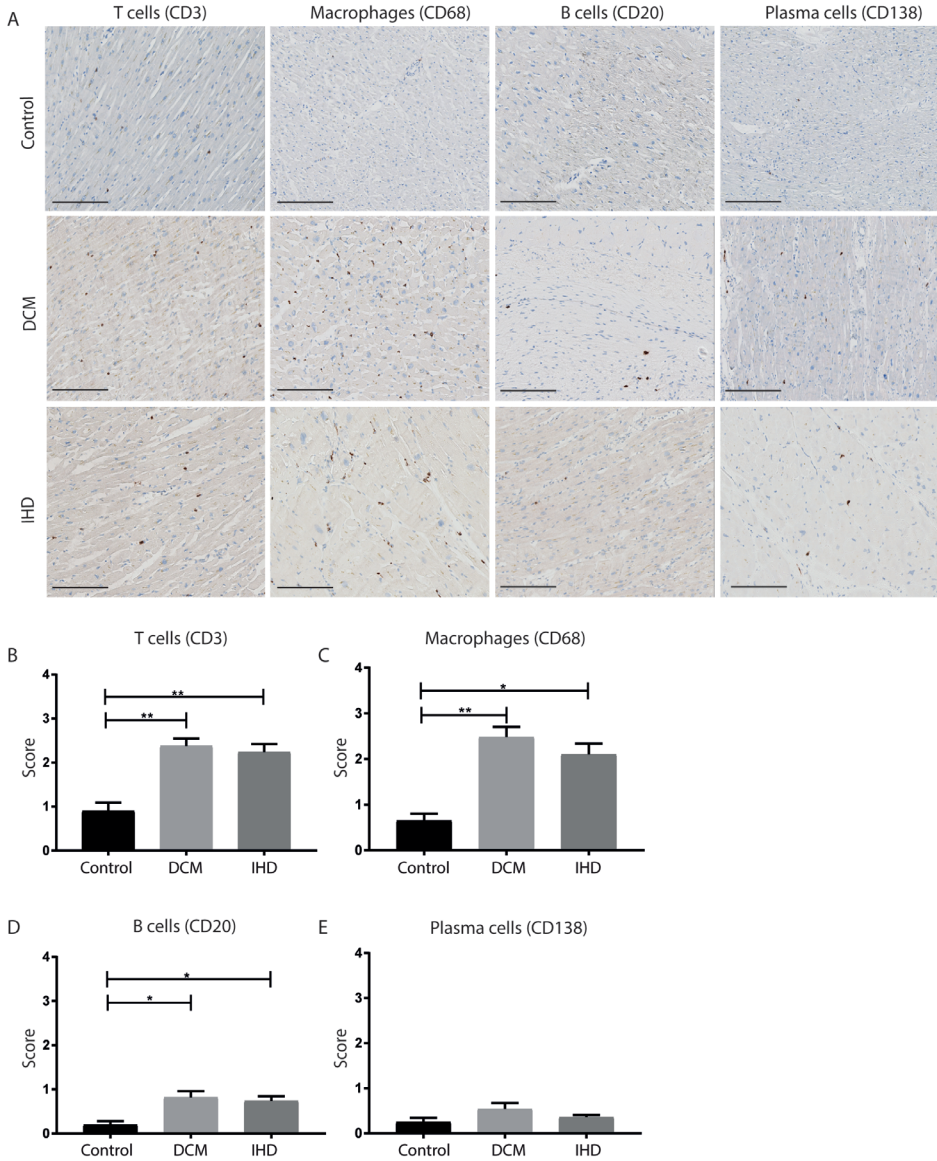 A
T cells (CD3)
Macrophages (CD68)
B cells (CD20)
Plasma cells (CD138)
Control
DCM
IHD
B
T cells (CD3)
Score
4
3
2
1
0
**
**
Control
DCM
IHD
C
Macrophages (CD68)
Score
4
3
2
1
0
*
**
Control
DCM
IHD
D
B cells (CD20)
Score
4
3
2
1
0
*
*
Control
DCM
IHD
E
Plasma cells (CD138)
Score
4
3
2
1
0
Control
DCM
IHD